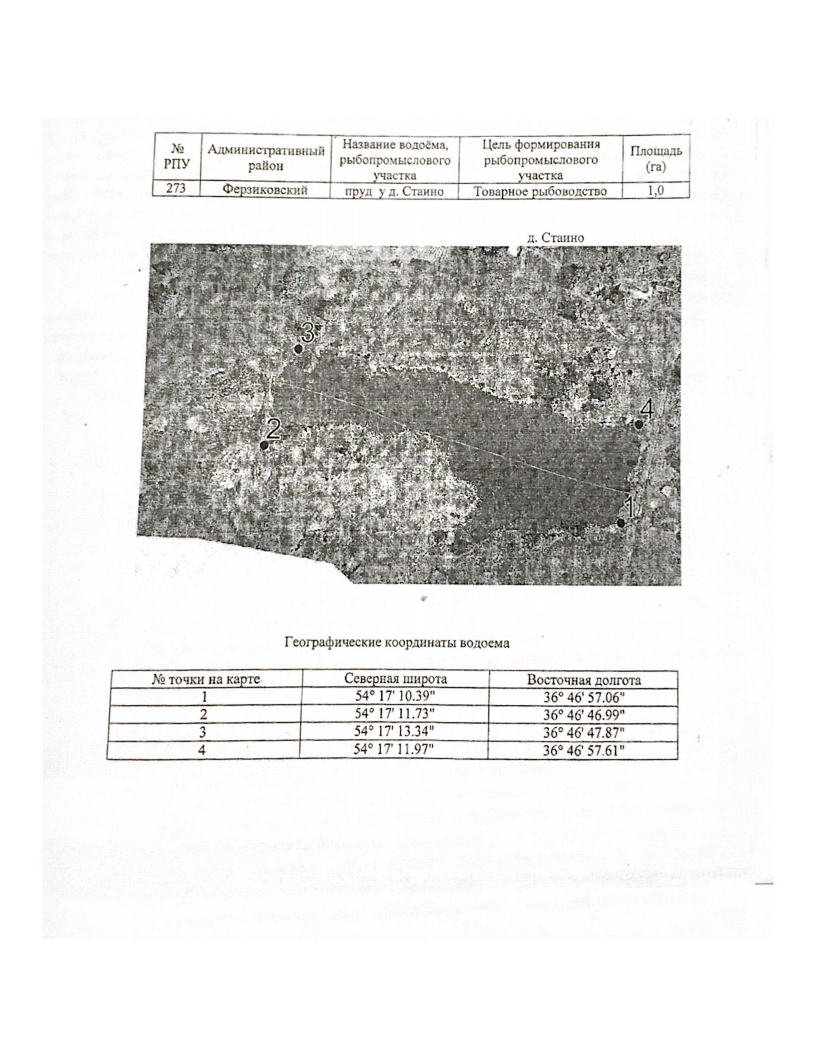 № РПУ Административный район Название водоёма, рыбопромыслового участка Цель формирования рыбопромыслового участка Площадь (га)
273 Ферзиковский пруд у д. Стаино Товарное рыбоводство 1,0
д. Стаино
3
4
2
1
Географические координаты водоема
№ точки на карте Северная широта Восточная долгота
1 54° 17' 10.39" 36° 46' 57.06"
2 54° 17' 11.73" 36° 46' 46.99"
3 54° 17' 13.34" 36° 46' 47.87"
4 54° 17' 11.97" 36° 46' 57.61"